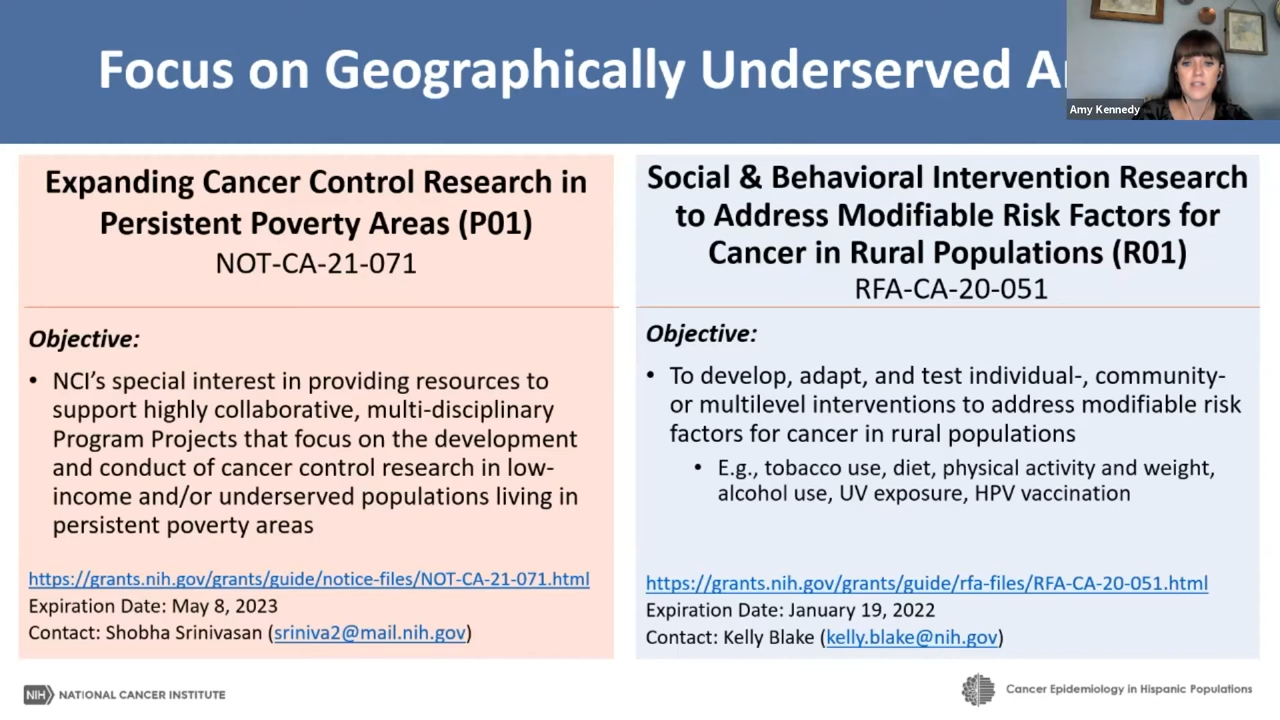 Focus on Geographically Underserved
Amy Kennedy
Expanding Cancer Control Research in
Persistent Poverty Areas (P01)
NOT-CA-21-071
Objective:
• NCI's special interest in providing resources to
support highly collaborative, multi-disciplinary
Program Projects that focus on the development
and conduct of cancer control research in low-
income and/or underserved populations living in
persistent poverty areas
https://grants.nih.gov/grants/guide/notice-files/NOT-CA-21-071.html
Expiration Date: May 8, 2023
Contact: Shobha Srinivasan (sriniva2@mail.nih.gov)
Social & Behavioral Intervention Research
to Address Modifiable Risk Factors for
Cancer in Rural Populations (R01)
RFA-CA-20-051
Objective:
• To develop, adapt, and test individual-, community-
or multilevel interventions to address modifiable risk
factors for cancer in rural populations
• E.g., tobacco use, diet, physical activity and weight,
alcohol use, UV exposure, HPV vaccination
https://grants.nih.gov/grants/guide/rfa-files/RFA-CA-20-051.html
Expiration Date: January 19, 2022
Contact: Kelly Blake (kelly.blake@nih.gov)
NIH NATIONAL CANCER INSTITUTE
Cancer Epidemiology in Hispanic Populations